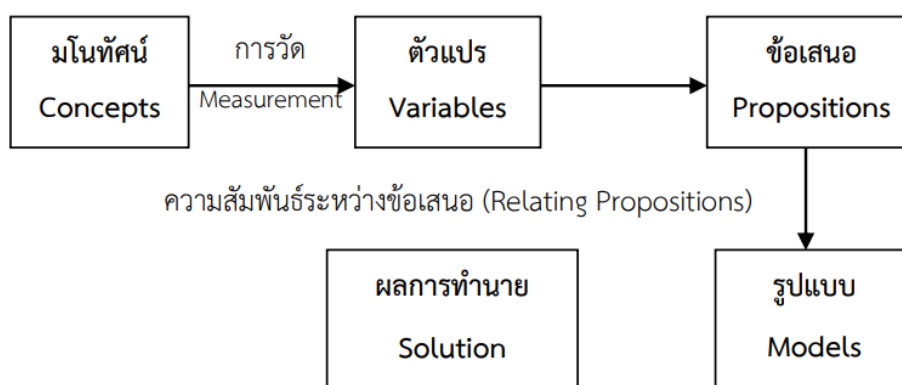 มโนทัศน์
Concepts
การวัด
Measurement
ตัวแปร
Variables
ข้อเสนอ
Propositions
ความสัมพันธ์ระหว่างข้อเสนอ (Relating Propositions)
ผลการทำนาย
Solution
รูปแบบ
Models